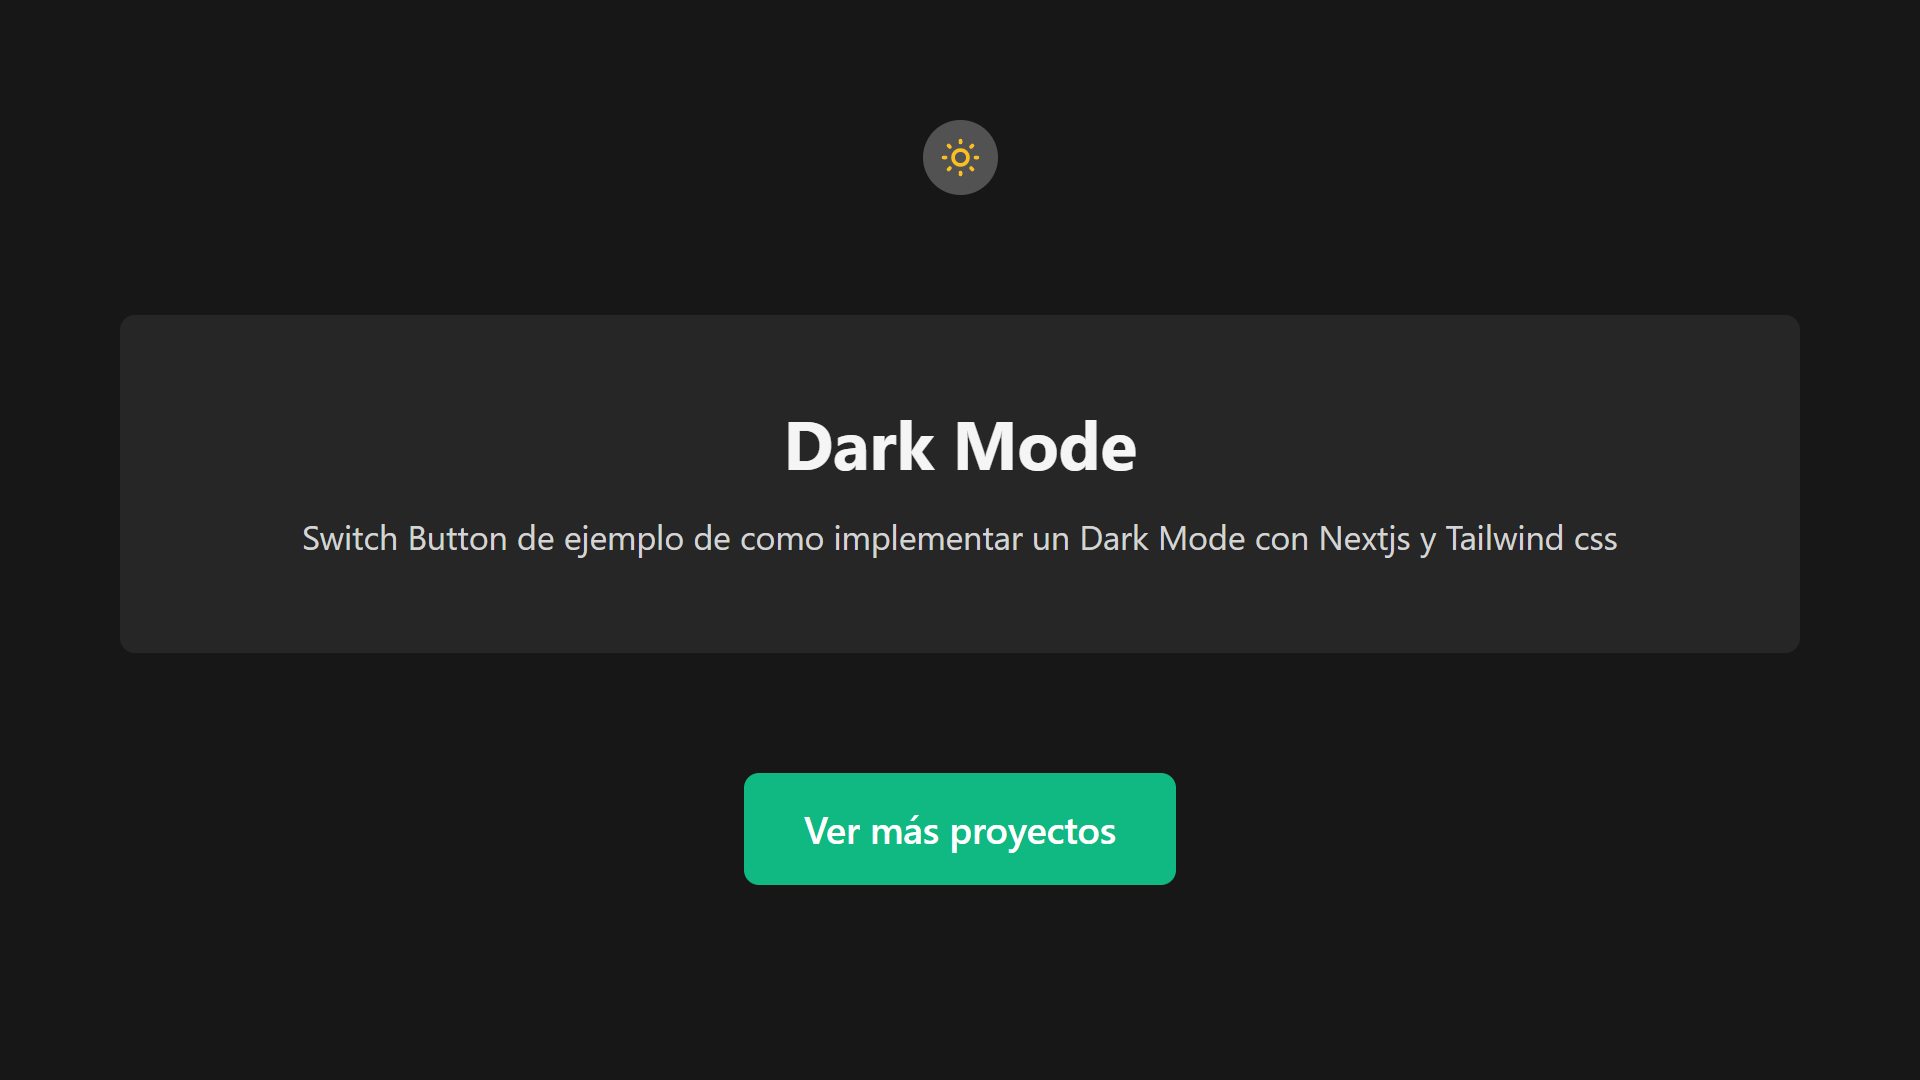 Dark Mode
Switch Button de ejemplo de como implementar un Dark Mode con Nextjs y Tailwind css
Ver más proyectos